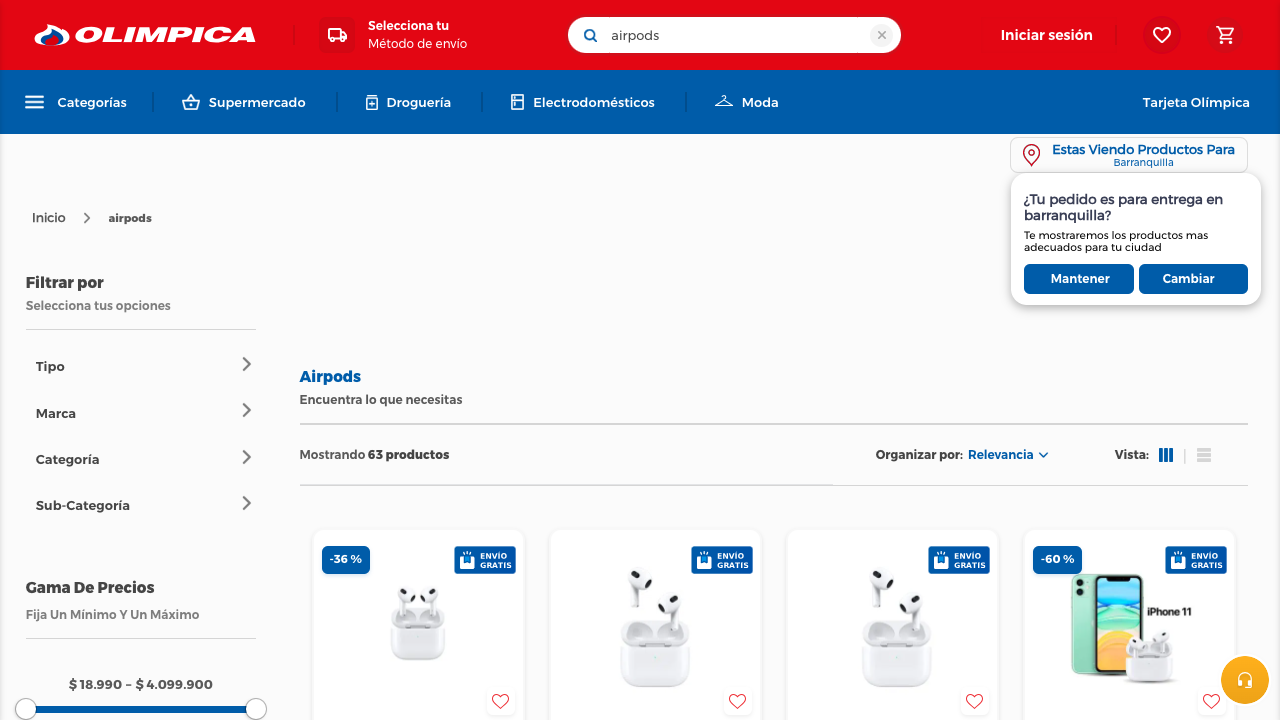 OLIMPICA
Selecciona tu
Método de envío
airpods
Iniciar sesión
Categorías
Supermercado
Droguería
Electrodomésticos
Moda
Tarjeta Olímpica
Estas Viendo Productos Para
Barranquilla
¿Tu pedido es para entrega en
barranquilla?
Te mostraremos los productos mas
adecuados para tu ciudad
Mantener
Cambiar
Inicio
airpods
Filtrar por
Selecciona tus opciones
Tipo
Marca
Categoría
Sub-Categoría
Gama De Precios
Fija Un Mínimo Y Un Máximo
$ 18.990 – $ 4.099.900
Airpods
Encuentra lo que necesitas
Mostrando 63 productos
Organizar por: Relevancia
Vista:
-36 %
ENVÍO
GRATIS
ENVÍO
GRATIS
ENVÍO
GRATIS
-60 %
ENVÍO
GRATIS
iPhone 11